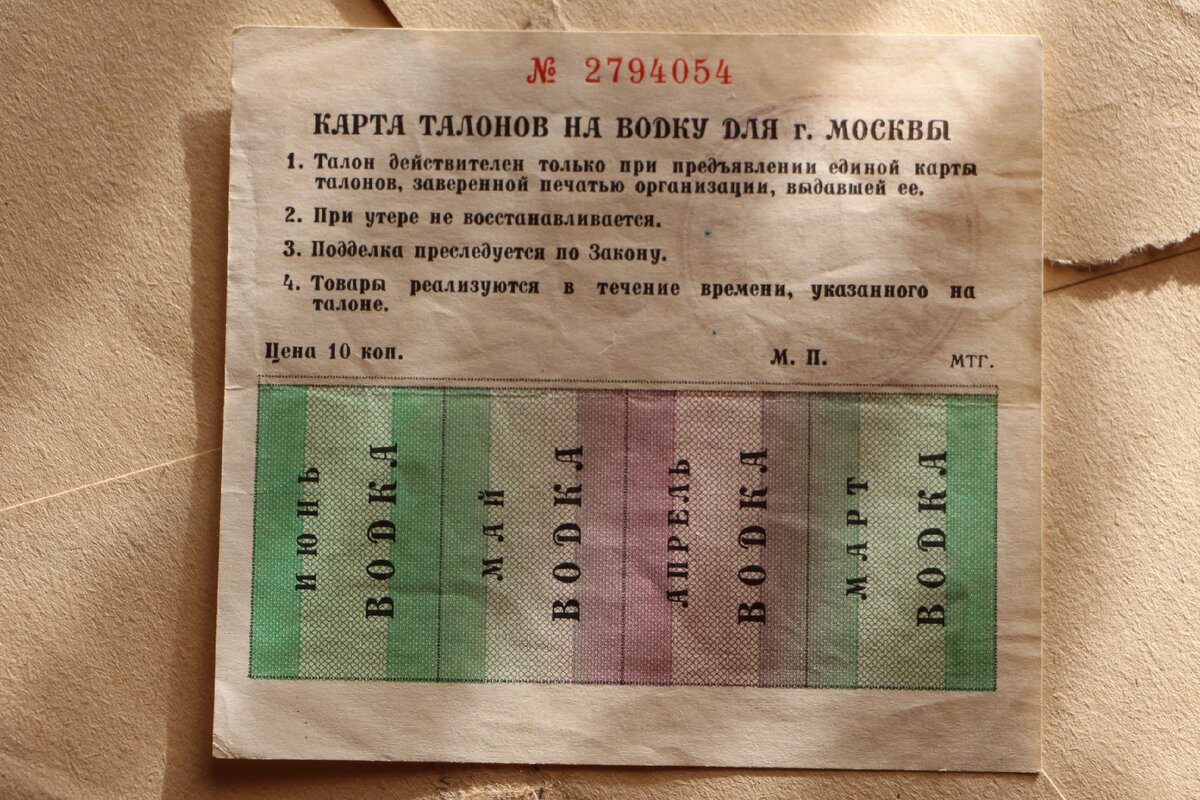 № 2794054
КАРТА ТАЛОНОВ НА ВОДКУ ДЛЯ г. МОСКВЫ
1. Талон действителен только при предъявлении единой карты
талонов, заверенной печатью организации, выдавшей ее.
2. При утере не восстанавливается.
3. Подделка преследуется по Закону.
4. Товары реализуются в течение времени, указанного на
талоне.
Цена 10 коп.
М. П.
МТГ.
ИЮНЬ
ВОДКА
МАЙ
ВОДКА
АПРЕЛЬ
ВОДКА
МАРТ
ВОДКА